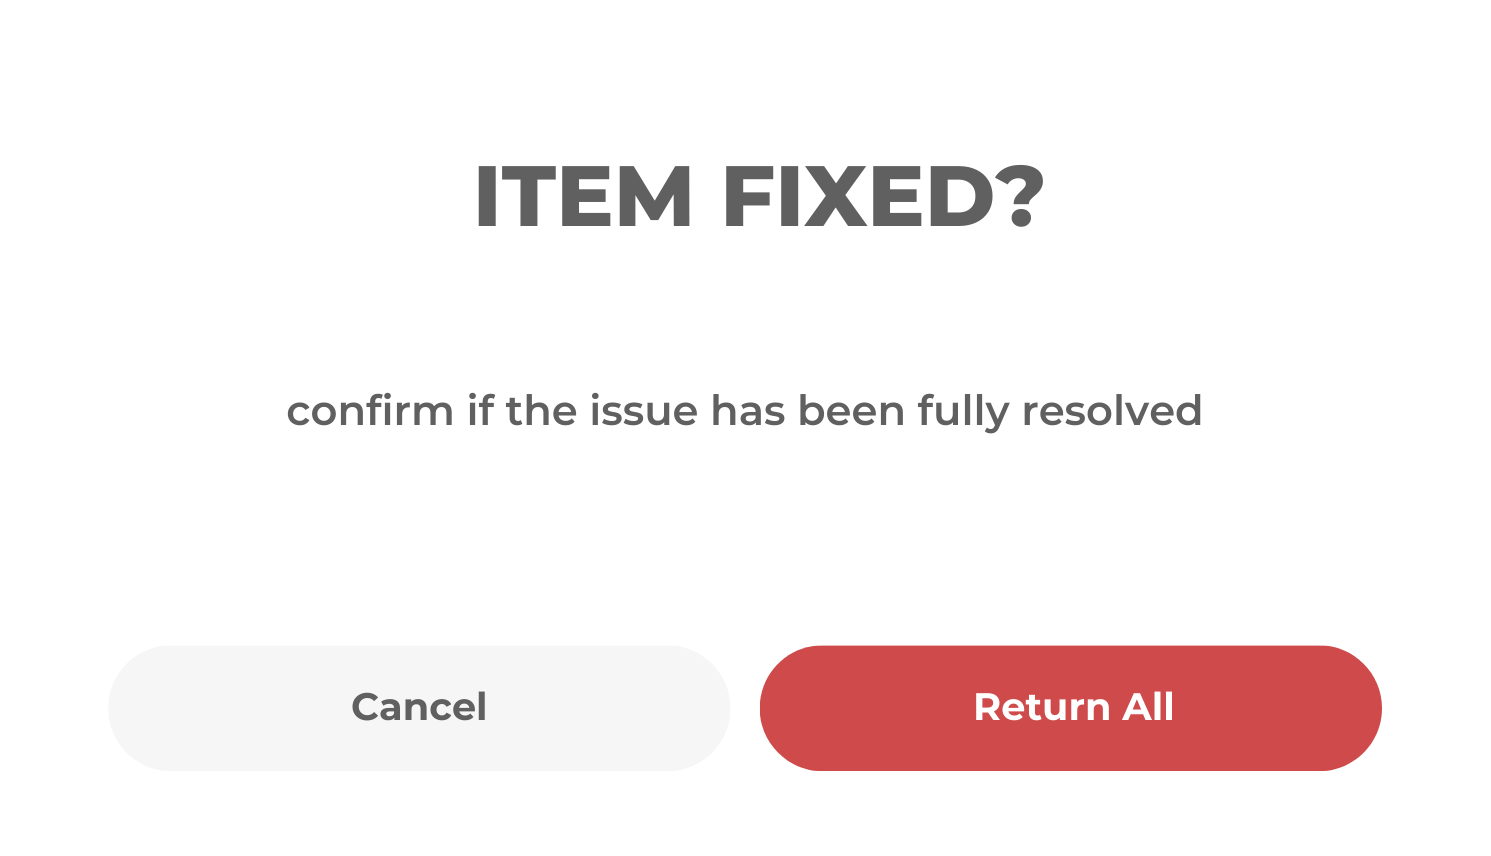 ITEM FIXED?
confirm if the issue has been fully resolved
Cancel
Return All